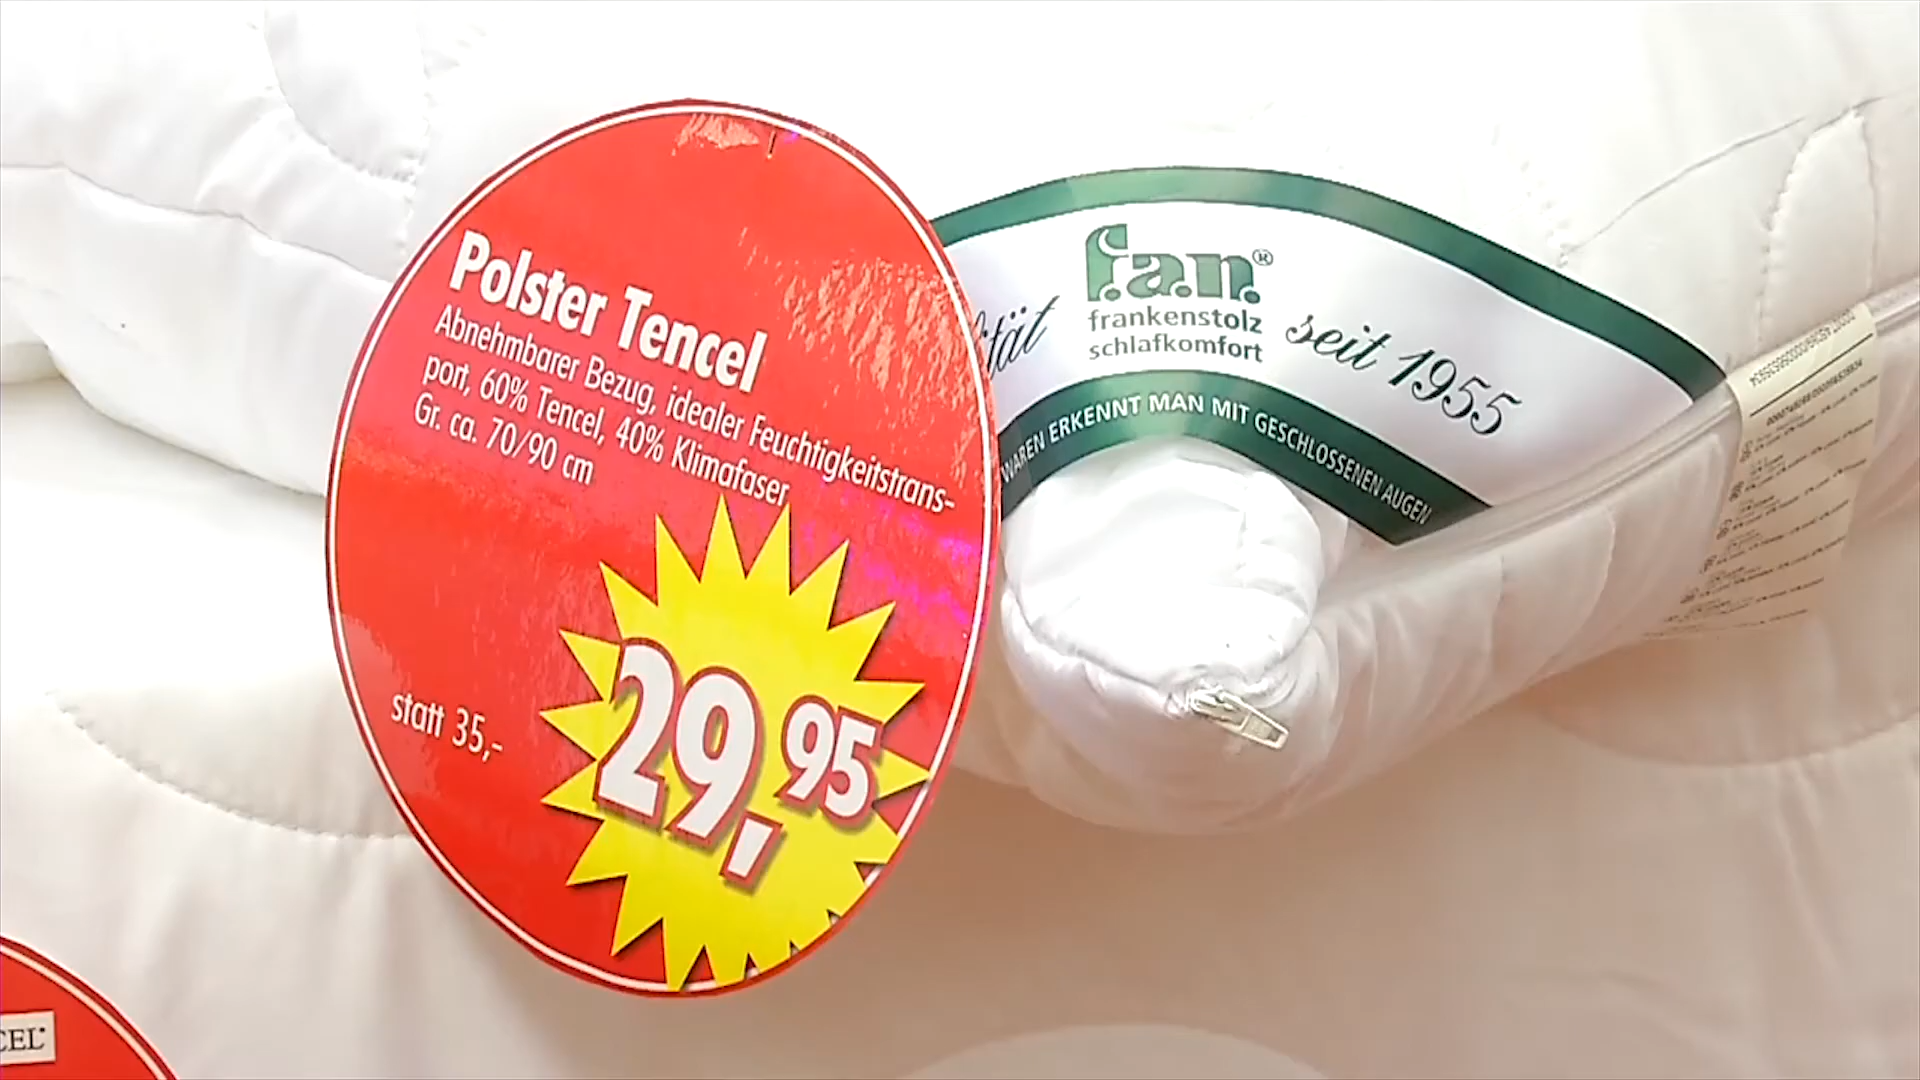 Polster Tencel
Abnehmbarer Bezug, idealer Feuchtigkeitstrans-
port, 60% Tencel, 40% Klimafaser
Gr. ca. 70/90 cm
statt 35,-
29,95
f.a.n.®
frankenstolz
schlafkomfort
seit 1955
WAREN ERKENNT MAN MIT GESCHLOSSENEN AUGEN